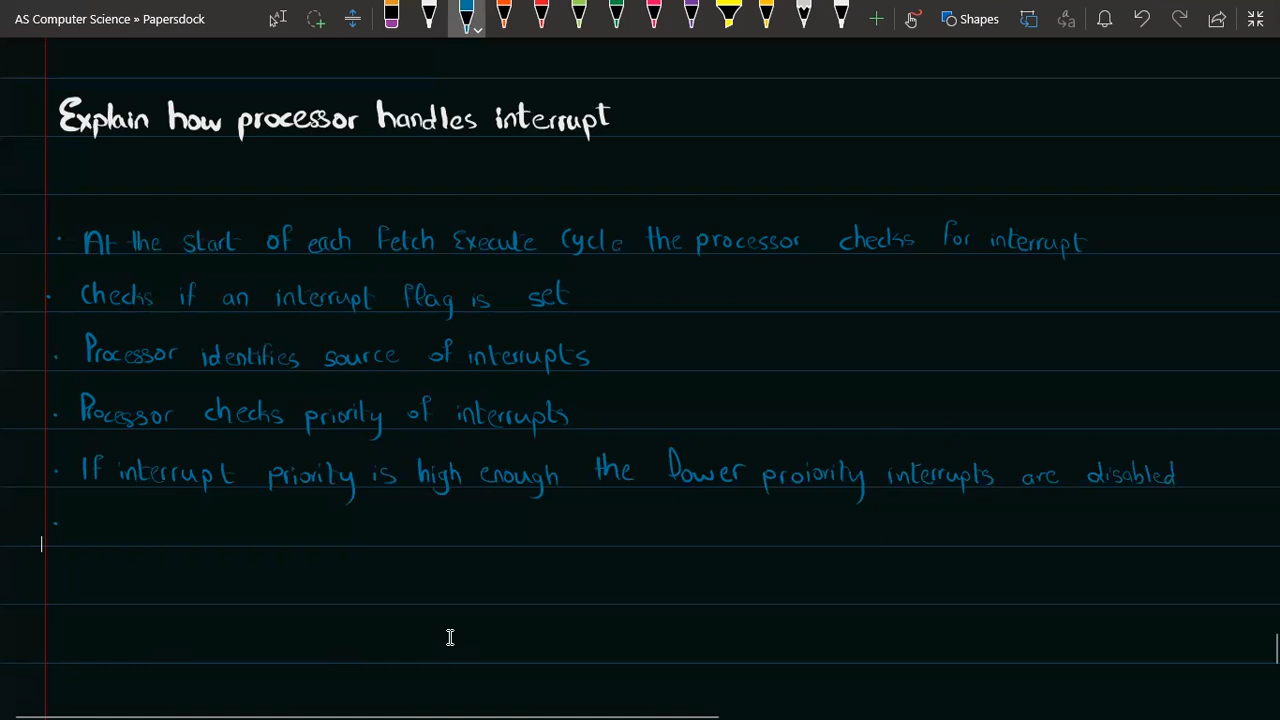 AS Computer Science » Papersdock
Shapes
Explain how processor handles interrupt
· At the start of each Fetch Execute Cycle the processor checks for interrupt
· Checks if an interrupt flag is set
· Processor identifies source of interrupts
· Processor checks priority of interrupts
· If interrupt priority is high enough the lower proiority interrupts are disabled
·